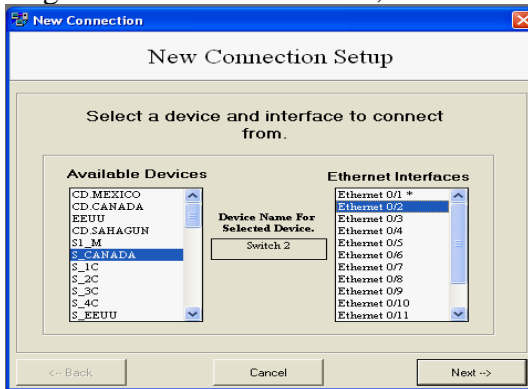 New Connection
New Connection Setup
Select a device and interface to connect
from.
Available Devices
CD.MEXICO
CD.CANADA
EEUU
CD.SAHAGUN
S1_M
S_CANADA
S_1C
S_2C
S_3C
S_4C
S_EEUU
Device Name For
Selected Device.
Switch 2
Ethernet Interfaces
Ethernet 0/1 *
Ethernet 0/2
Ethernet 0/3
Ethernet 0/4
Ethernet 0/5
Ethernet 0/6
Ethernet 0/7
Ethernet 0/8
Ethernet 0/9
Ethernet 0/10
Ethernet 0/11
<-- Back
Cancel
Next -->